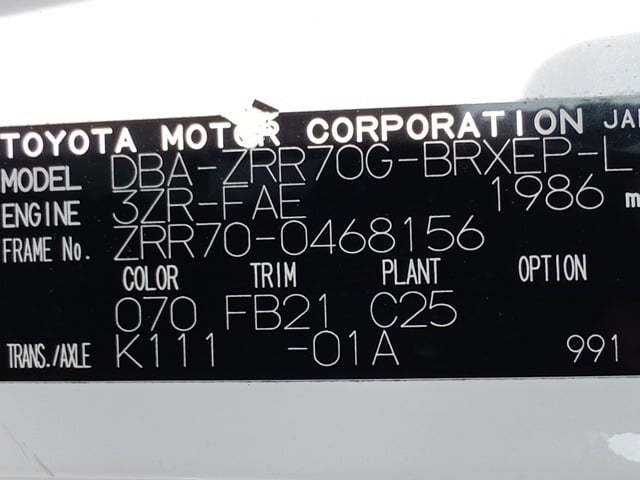 TOYOTA MOTOR CORPORATION JAP
MODEL DBA-ZRR70G-BRXEP-L
ENGINE 3ZR-FAE 1986 m
FRAME No. ZRR70-0468156
COLOR TRIM PLANT OPTION
070 FB21 C25
TRANS./AXLE K111 -01A 991